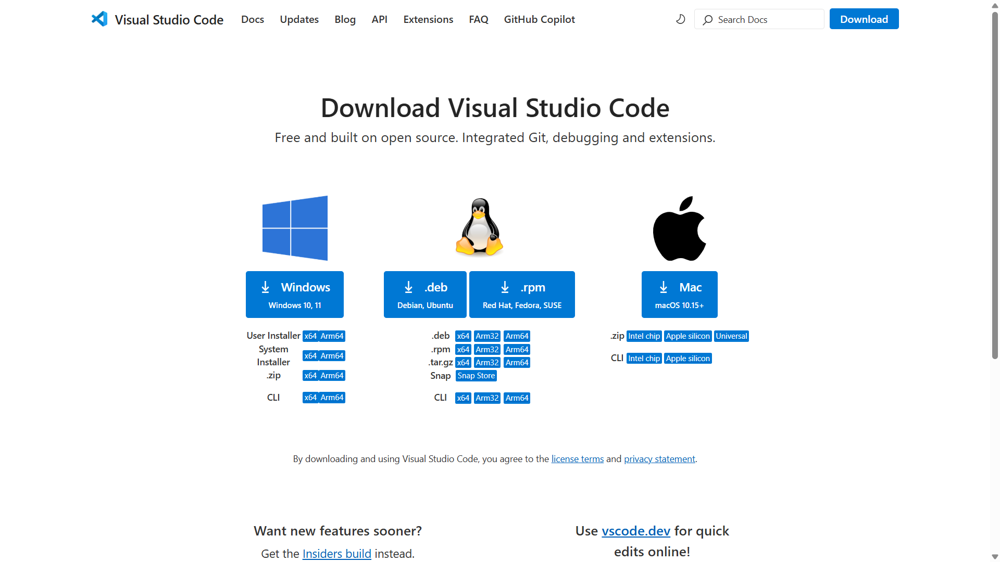 Visual Studio Code Docs Updates Blog API Extensions FAQ GitHub Copilot Search Docs Download
Download Visual Studio Code
Free and built on open source. Integrated Git, debugging and extensions.
Windows
Windows 10, 11
User Installer x64 Arm64
System
Installer x64 Arm64
.zip x64 Arm64
CLI x64 Arm64
.deb
Debian, Ubuntu
.rpm
Red Hat, Fedora, SUSE
.deb x64 Arm32 Arm64
.rpm x64 Arm32 Arm64
.tar.gz x64 Arm32 Arm64
Snap Snap Store
CLI x64 Arm32 Arm64
Mac
macOS 10.15+
.zip Intel chip Apple silicon Universal
CLI Intel chip Apple silicon
By downloading and using Visual Studio Code, you agree to the license terms and privacy statement.
Want new features sooner?
Get the Insiders build instead.
Use vscode.dev for quick
edits online!